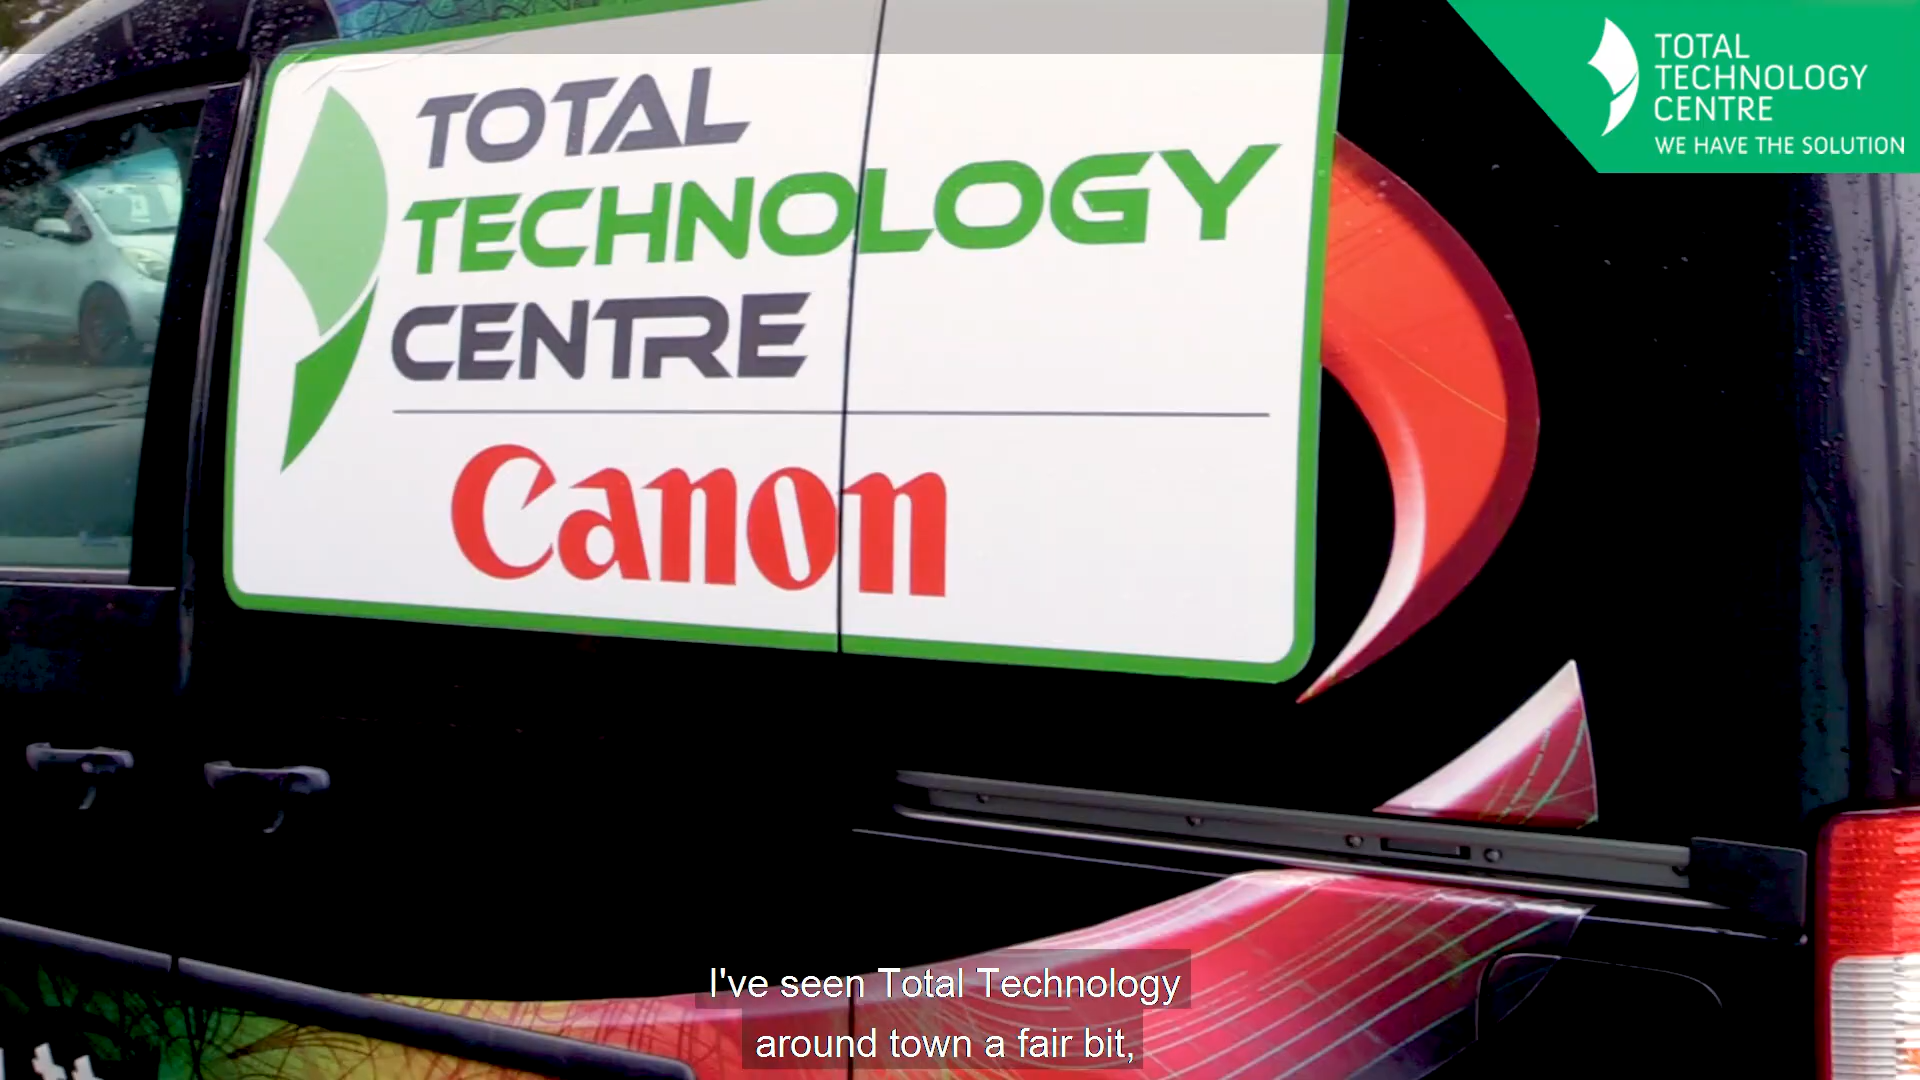 TOTAL
TECHNOLOGY
CENTRE
WE HAVE THE SOLUTION
TOTAL
TECHNOLOGY
CENTRE
Canon
I've seen Total Technology
around town a fair bit,